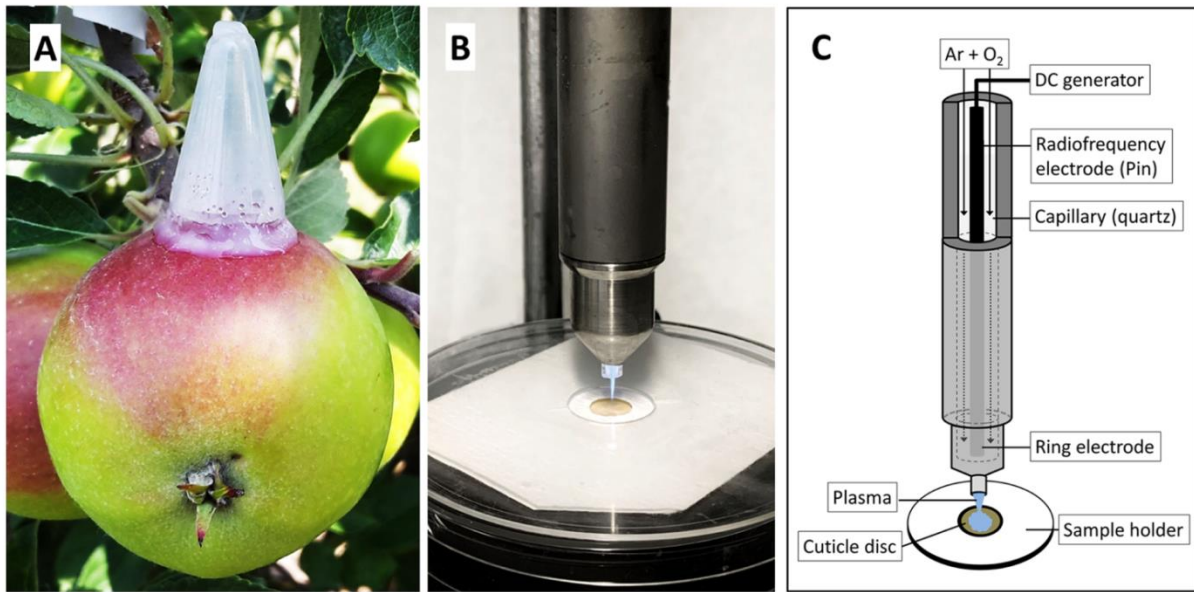 A
B
C
Ar + O₂
DC generator
Radiofrequency
electrode (Pin)
Capillary (quartz)
Ring electrode
Plasma
Cuticle disc
Sample holder